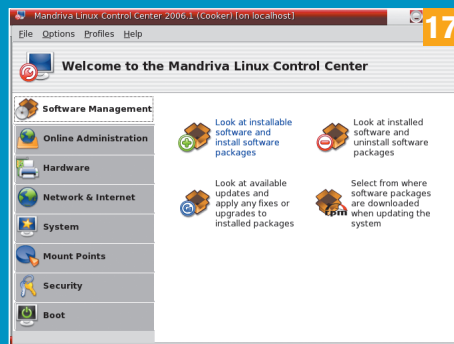 Mandriva Linux Control Center 2006.1 (Cooker) [on localhost]
17
File Options Profiles Help
Welcome to the Mandriva Linux Control Center
Software Management
Online Administration
Hardware
Network & Internet
System
Mount Points
Security
Boot
Look at installable
software and
install software
packages
Look at installed
software and
uninstall software
packages
Look at available
updates and
apply any fixes or
upgrades to
installed packages
Select from where
software packages
are downloaded
when updating the
system
rpm